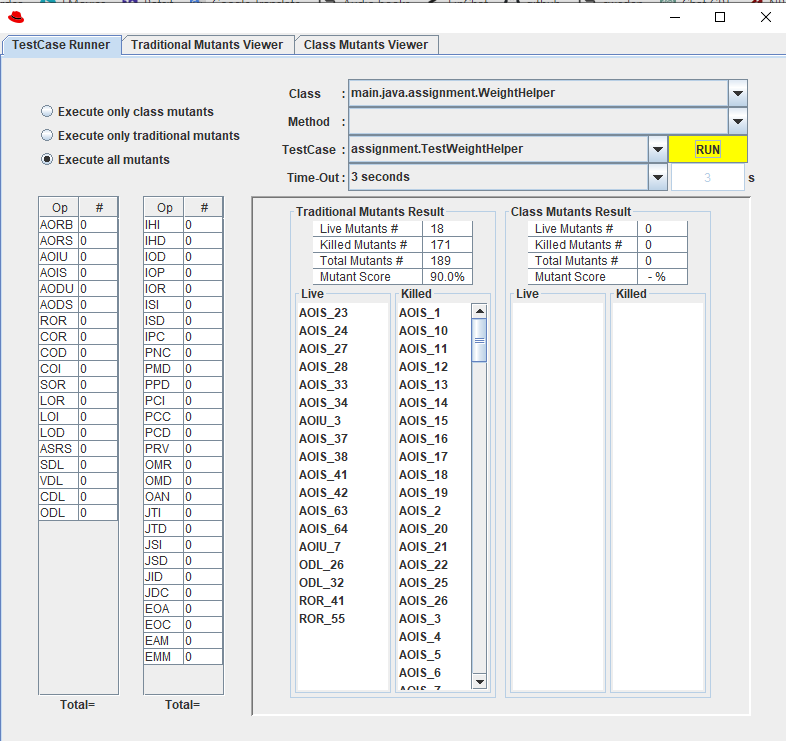 TestCase Runner
Traditional Mutants Viewer
Class Mutants Viewer
Execute only class mutants
Execute only traditional mutants
Execute all mutants
Class : main.java.assignment.WeightHelper
Method :
TestCase : assignment.TestWeightHelper RUN
Time-Out : 3 seconds 3 s
Op #
AORB 0
AORS 0
AOIU 0
AOIS 0
AODU 0
AODS 0
ROR 0
COR 0
COD 0
COI 0
SOR 0
LOR 0
LOI 0
LOD 0
ASRS 0
SDL 0
VDL 0
CDL 0
ODL 0
Total=
Op #
IHI 0
IHD 0
IOD 0
IOP 0
IOR 0
ISI 0
ISD 0
IPC 0
PNC 0
PMD 0
PPD 0
PCI 0
PCC 0
PCD 0
PRV 0
OMR 0
OMD 0
OAN 0
JTI 0
JTD 0
JSI 0
JSD 0
JID 0
JDC 0
EOA 0
EOC 0
EAM 0
EMM 0
Total=
Traditional Mutants Result
Live Mutants # 18
Killed Mutants # 171
Total Mutants # 189
Mutant Score 90.0%
Live
AOIS_23
AOIS_24
AOIS_27
AOIS_28
AOIS_33
AOIS_34
AOIU_3
AOIS_37
AOIS_38
AOIS_41
AOIS_42
AOIS_63
AOIS_64
AOIU_7
ODL_26
ODL_32
ROR_41
ROR_55
Killed
AOIS_1
AOIS_10
AOIS_11
AOIS_12
AOIS_13
AOIS_14
AOIS_15
AOIS_16
AOIS_17
AOIS_18
AOIS_19
AOIS_2
AOIS_20
AOIS_21
AOIS_22
AOIS_25
AOIS_26
AOIS_3
AOIS_4
AOIS_5
AOIS_6
AOIS_7
Class Mutants Result
Live Mutants # 0
Killed Mutants # 0
Total Mutants # 0
Mutant Score - %
Live
Killed